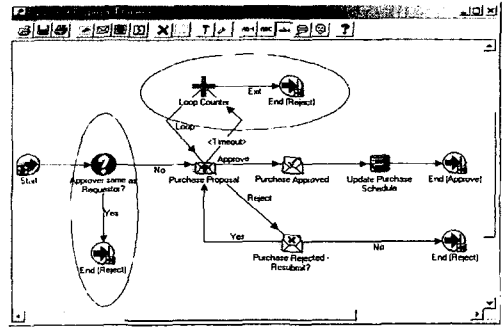 Exit
Loop Counter
End (Reject)
Loop
<Timeout>
Approve
Start
Approver same as
Requestor?
No
Purchase Proposal
Purchase Approved
Update Purchase
Schedule
End (Approve)
Yes
Reject
End (Reject)
Yes
No
Purchase Rejected -
Resubmit?
End (Reject)